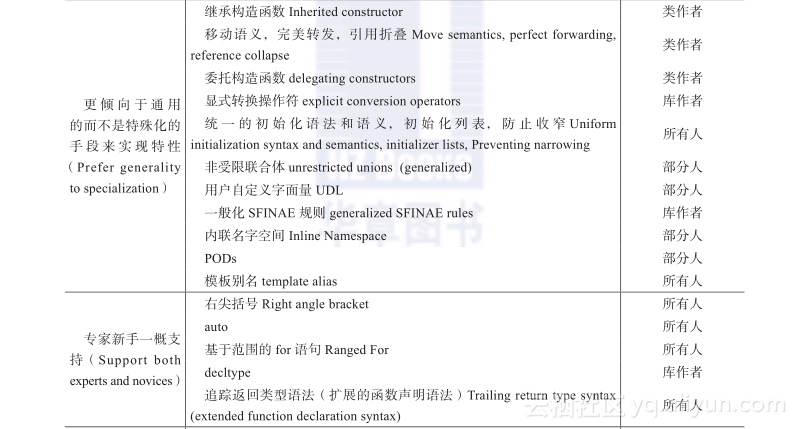 继承构造函数 Inherited constructor 类作者
移动语义，完美转发，引用折叠 Move semantics, perfect forwarding,
reference collapse 类作者
委托构造函数 delegating constructors 类作者
显式转换操作符 explicit conversion operators 库作者
更倾向于通用
的而不是特殊化的
手段来实现特性
（Prefer generality
to specialization）
统一的初始化语法和语义，初始化列表，防止收窄 Uniform
initialization syntax and semantics, initializer lists, Preventing narrowing 所有人
非受限联合体 unrestricted unions (generalized) 部分人
用户自定义字面量 UDL 部分人
一般化 SFINAE 规则 generalized SFINAE rules 库作者
内联名字空间 Inline Namespace 部分人
PODs 部分人
模板别名 template alias 所有人
右尖括号 Right angle bracket 所有人
auto 所有人
专家新手一概支
持（Support both
experts and novices）
基于范围的 for 语句 Ranged For 所有人
decltype 库作者
追踪返回类型语法（扩展的函数声明语法）Trailing return type syntax
(extended function declaration syntax) 所有人
HZ Books
华章图书
云栖社区 yq.aliyun.com